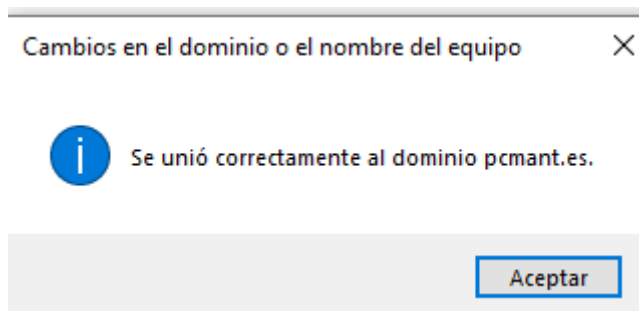 Cambios en el dominio o el nombre del equipo
Se unió correctamente al dominio pcmant.es.
Aceptar